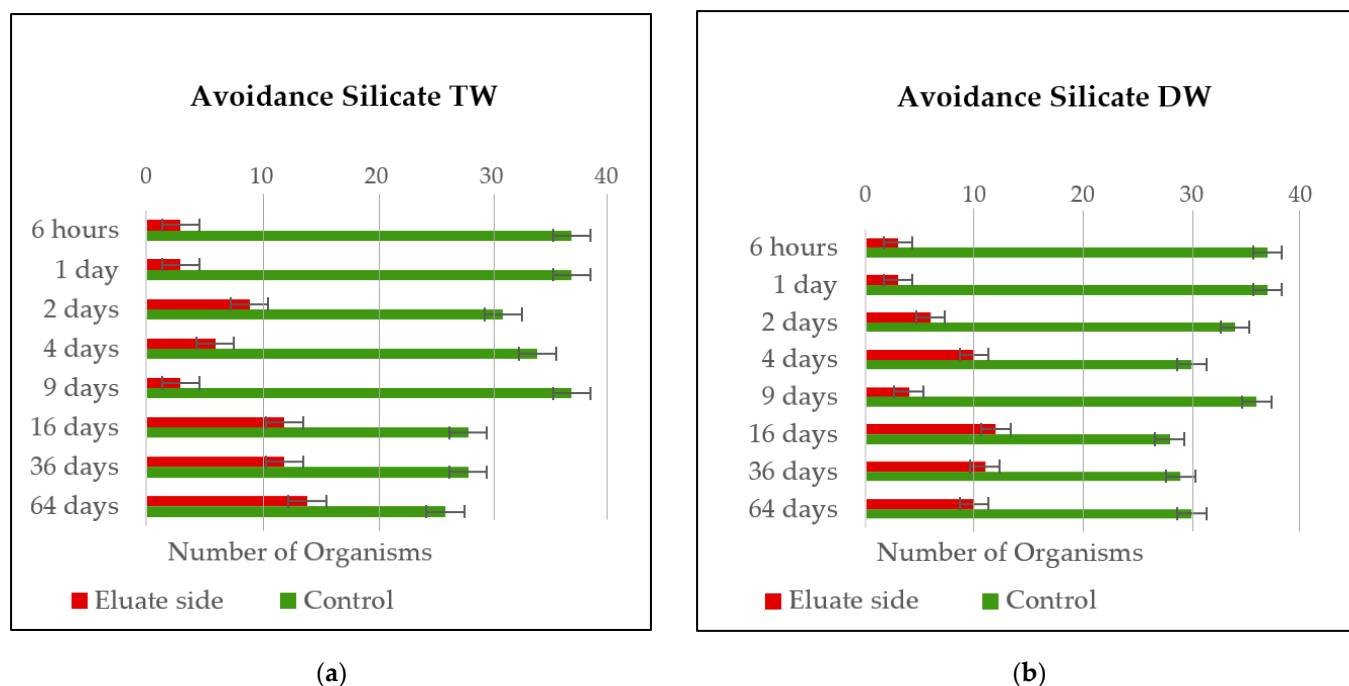 Avoidance Silicate TW
0 10 20 30 40
6 hours
1 day
2 days
4 days
9 days
16 days
36 days
64 days
Number of Organisms
Eluate side Control
(a)
Avoidance Silicate DW
0 10 20 30 40
6 hours
1 day
2 days
4 days
9 days
16 days
36 days
64 days
Number of Organisms
Eluate side Control
(b)